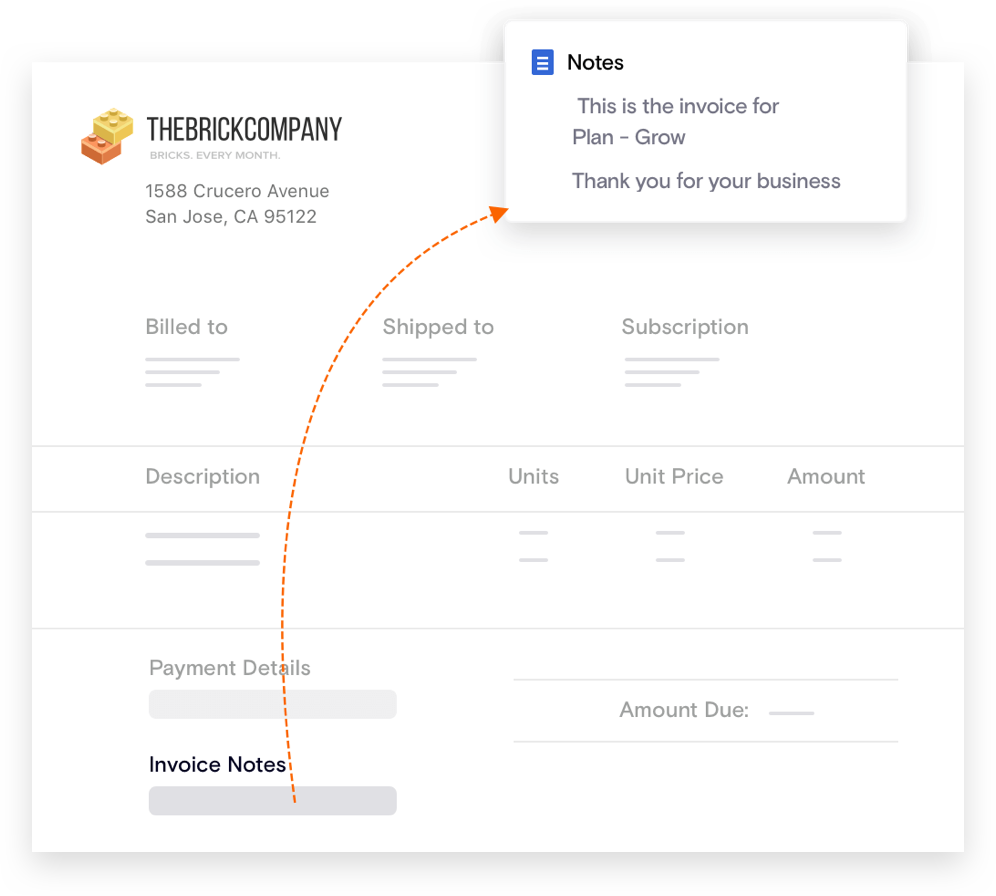 Notes
This is the invoice for
Plan - Grow
Thank you for your business
THEBRICKCOMPANY
BRICKS. EVERY MONTH.
1588 Crucero Avenue
San Jose, CA 95122
Billed to
Shipped to
Subscription
Description
Units
Unit Price
Amount
Payment Details
Amount Due:
Invoice Notes